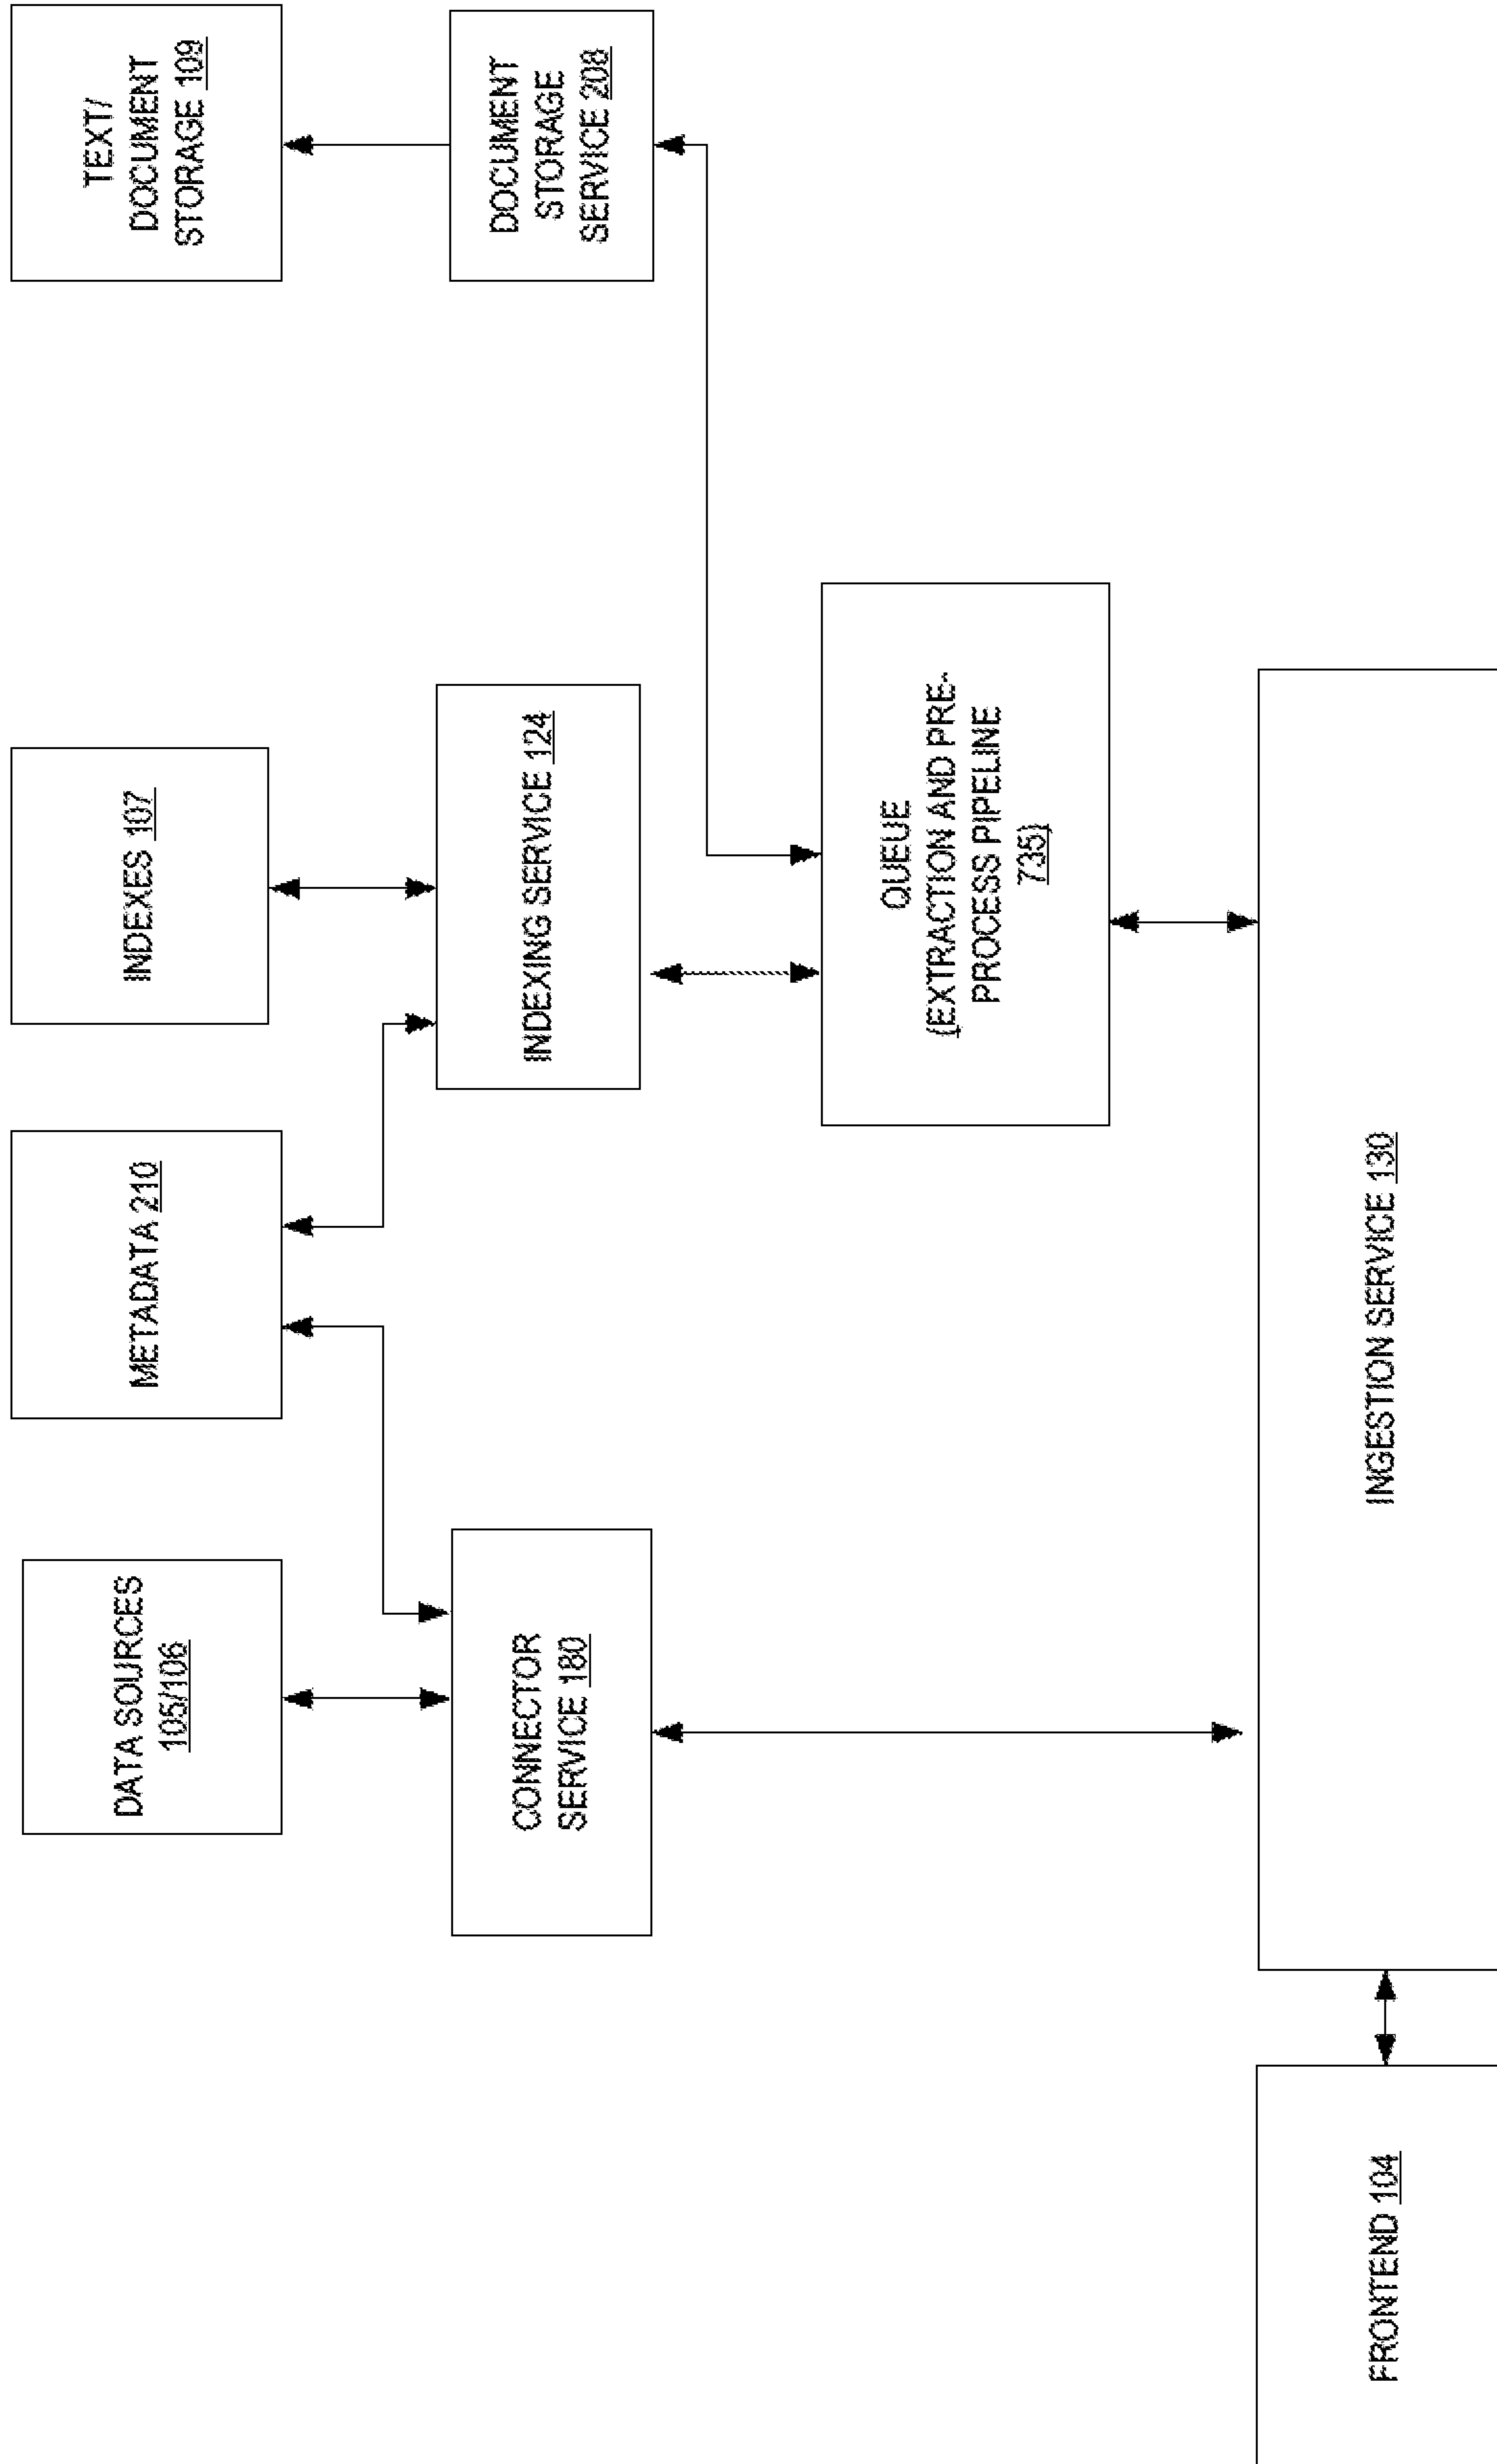 DATA SOURCES
105/106
METADATA 210
INDEXES 107
TEXT/
DOCUMENT
STORAGE 109
CONNECTOR
SERVICE 180
INDEXING SERVICE 124
DOCUMENT
STORAGE
SERVICE 208
QUEUE
(EXTRACTION AND PRE-
PROCESS PIPELINE
735)
FRONTEND 104
INGESTION SERVICE 130